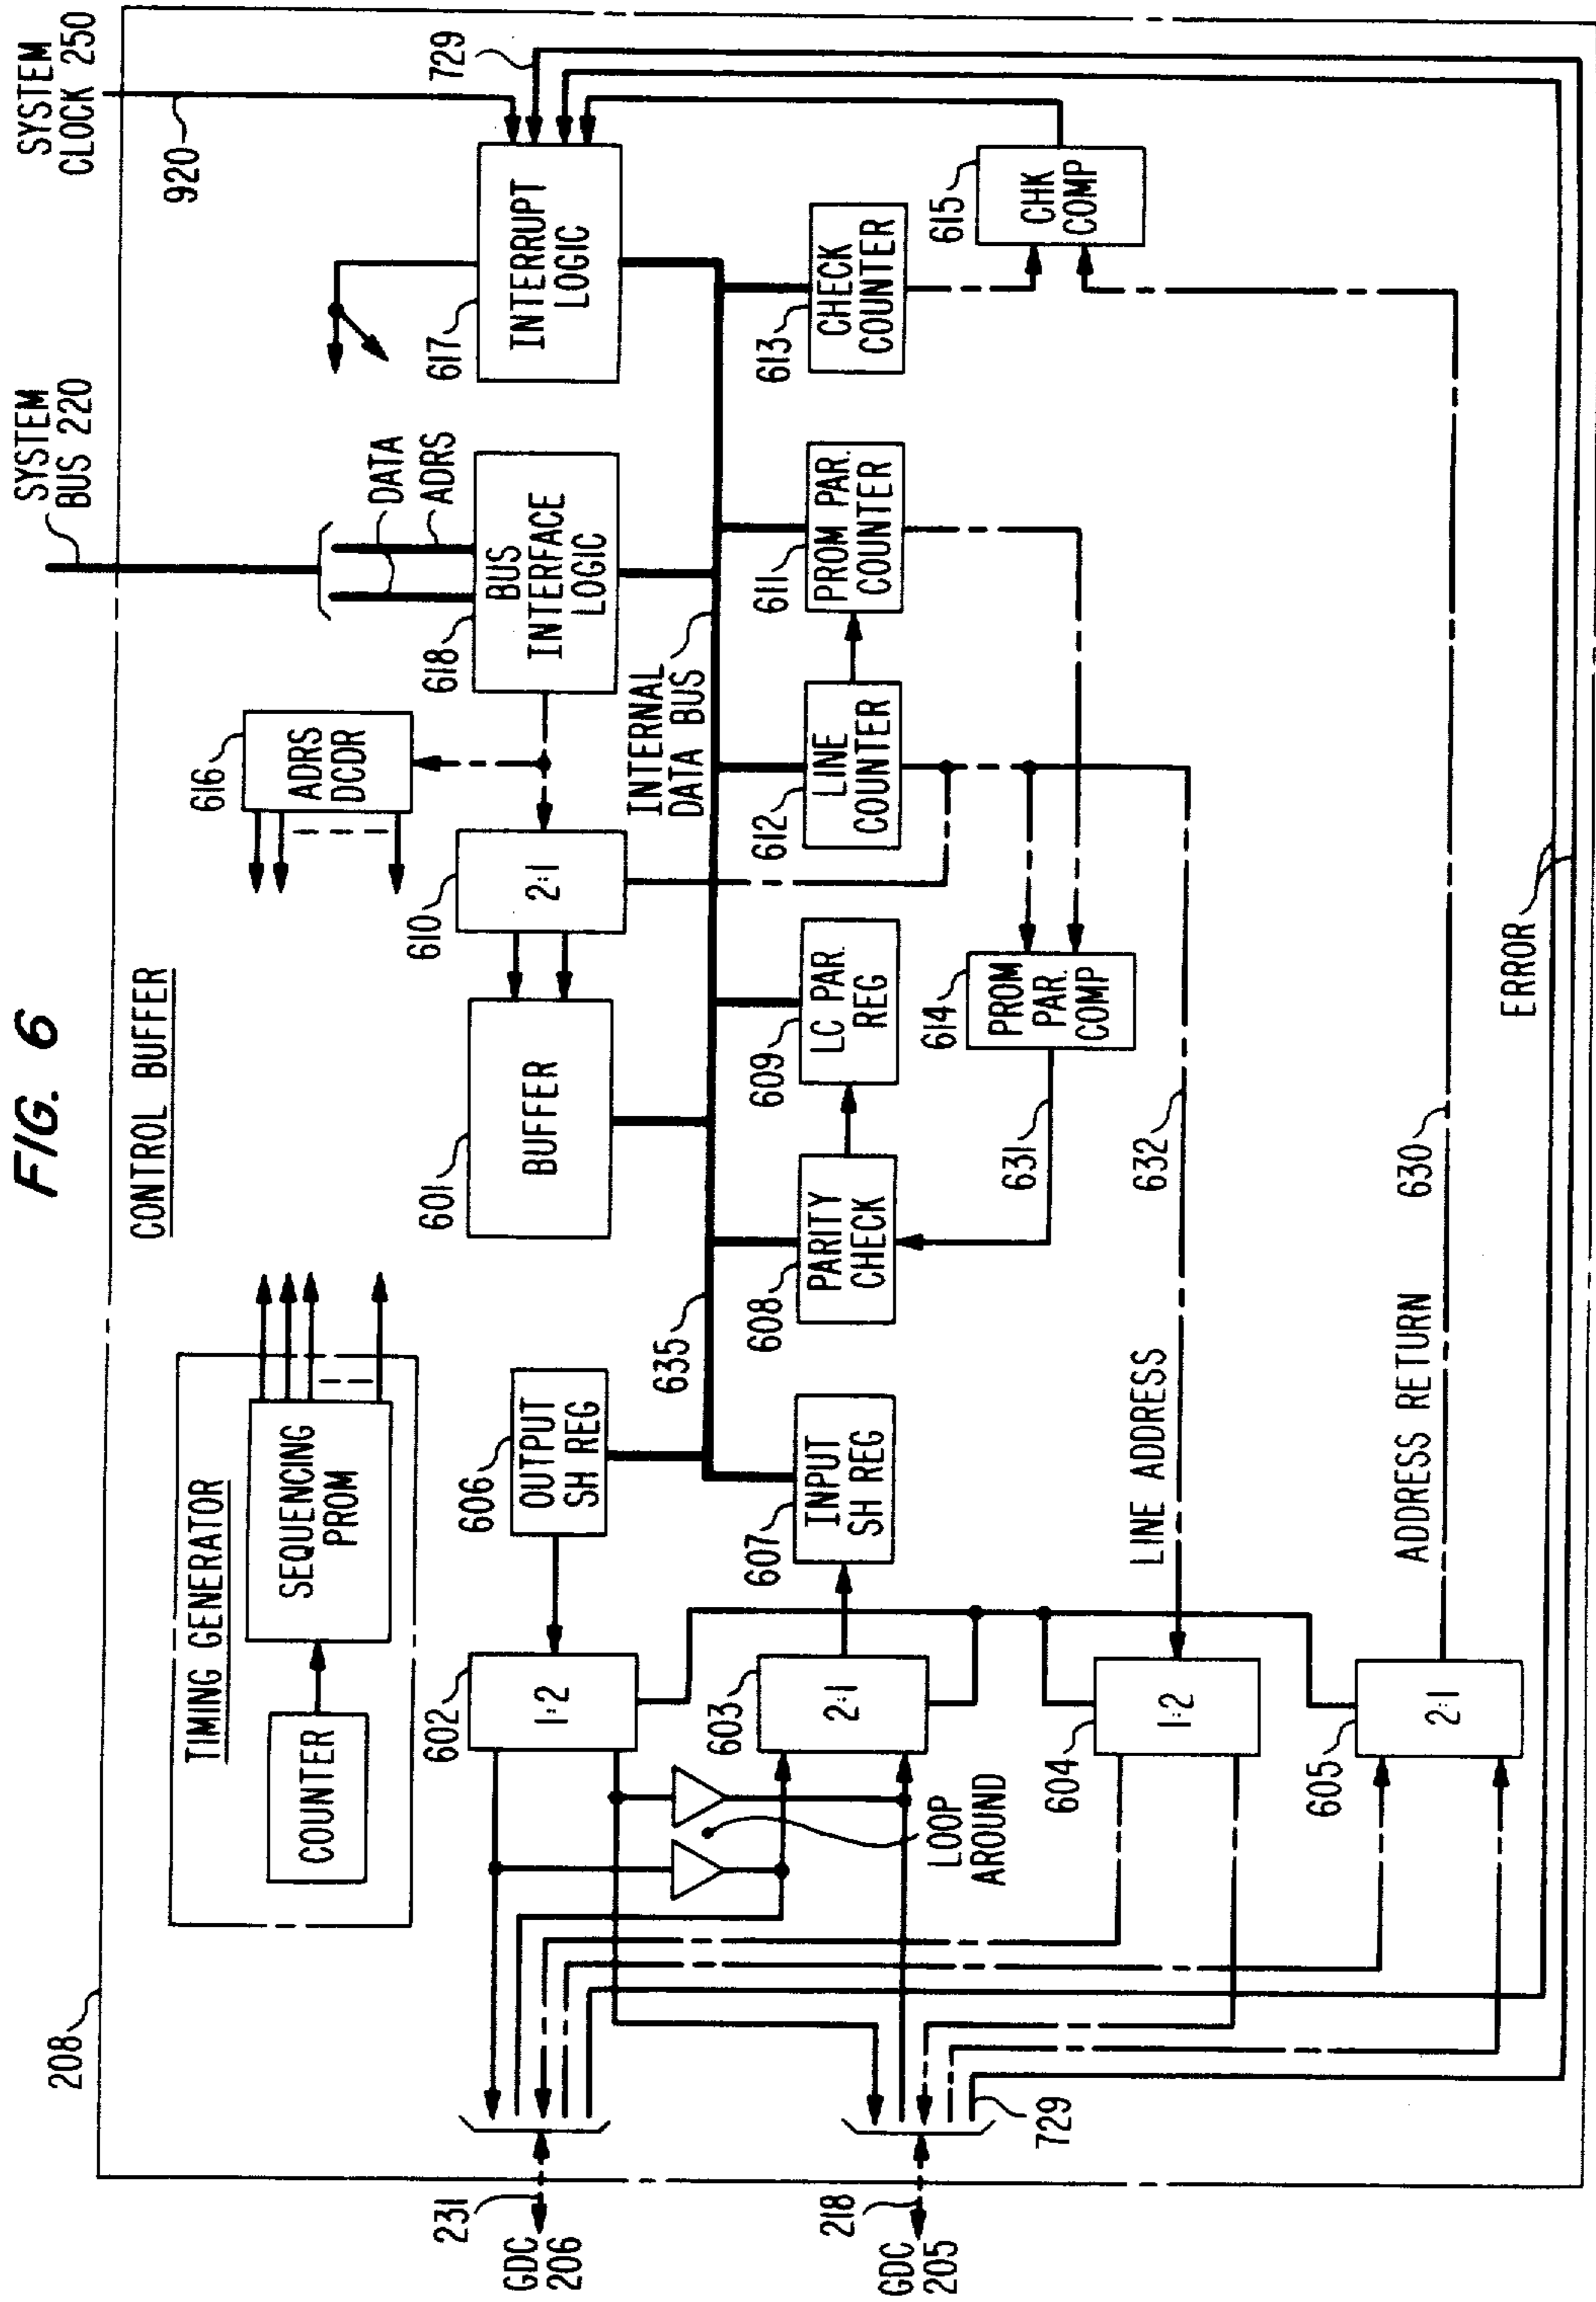 FIG. 6
SYSTEM
CLOCK 250
SYSTEM
BUS 220
CONTROL BUFFER
208
920
729
TIMING GENERATOR
COUNTER
SEQUENCING
PROM
616
ADRS
DCDR
DATA
ADRS
618
BUS
INTERFACE
LOGIC
617
INTERRUPT
LOGIC
601
BUFFER
610
2:1
INTERNAL
DATA BUS
635
606
OUTPUT
SH REG
602
1:2
231
GDC
206
603
2:1
607
INPUT
SH REG
608
PARITY
CHECK
609
LC PAR.
REG
612
LINE
COUNTER
611
PROM PAR.
COUNTER
613
CHECK
COUNTER
615
CHK
COMP
LOOP
AROUND
218
GDC
205
729
604
1:2
614
PROM
PAR.
COMP
631
LINE ADDRESS
632
605
2:1
ADDRESS RETURN
630
ERROR